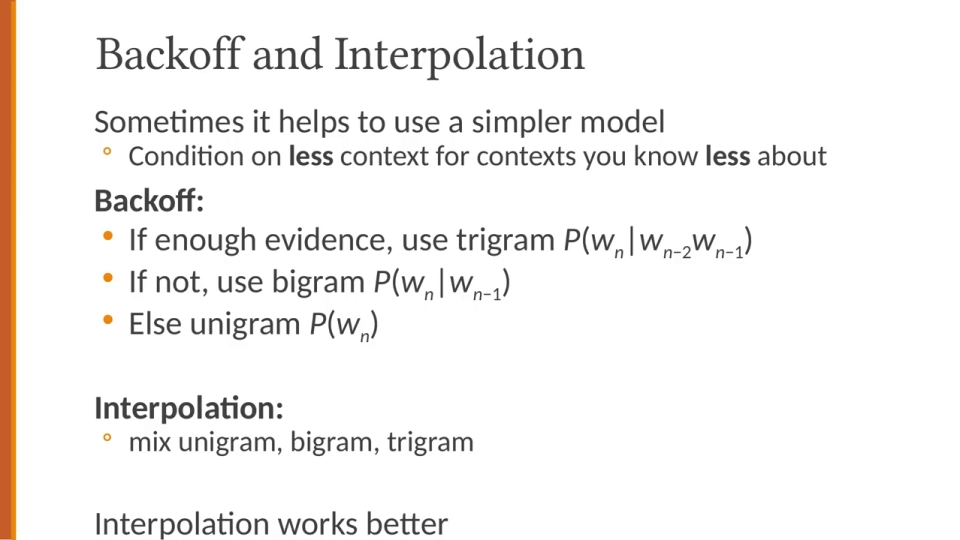 Backoff and Interpolation
Sometimes it helps to use a simpler model
° Condition on less context for contexts you know less about
Backoff:
• If enough evidence, use trigram P(wₙ|wₙ₋₂wₙ₋₁)
• If not, use bigram P(wₙ|wₙ₋₁)
• Else unigram P(wₙ)
Interpolation:
° mix unigram, bigram, trigram
Interpolation works better